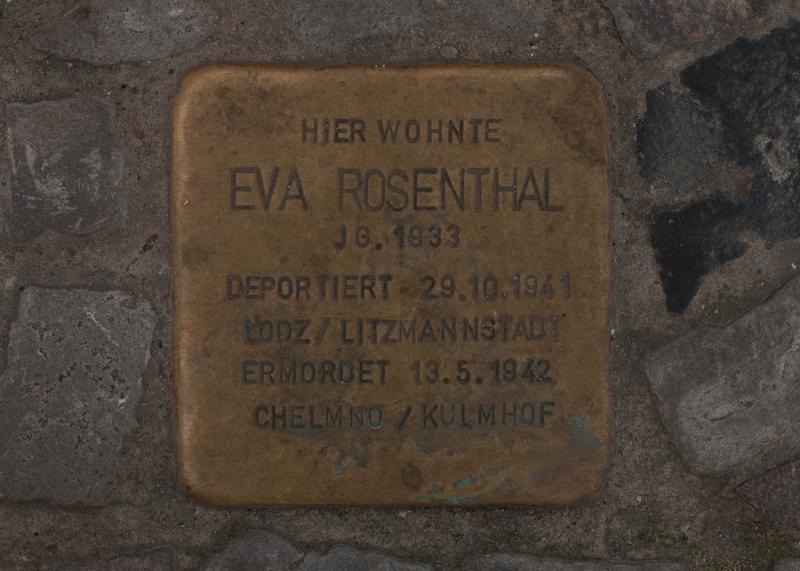 HIER WOHNTE
EVA ROSENTHAL
JG. 1933
DEPORTIERT 29.10.1941
ŁODZ / LITZMANNSTADT
ERMORDET 13.5.1942
CHELMNO / KULMHOF